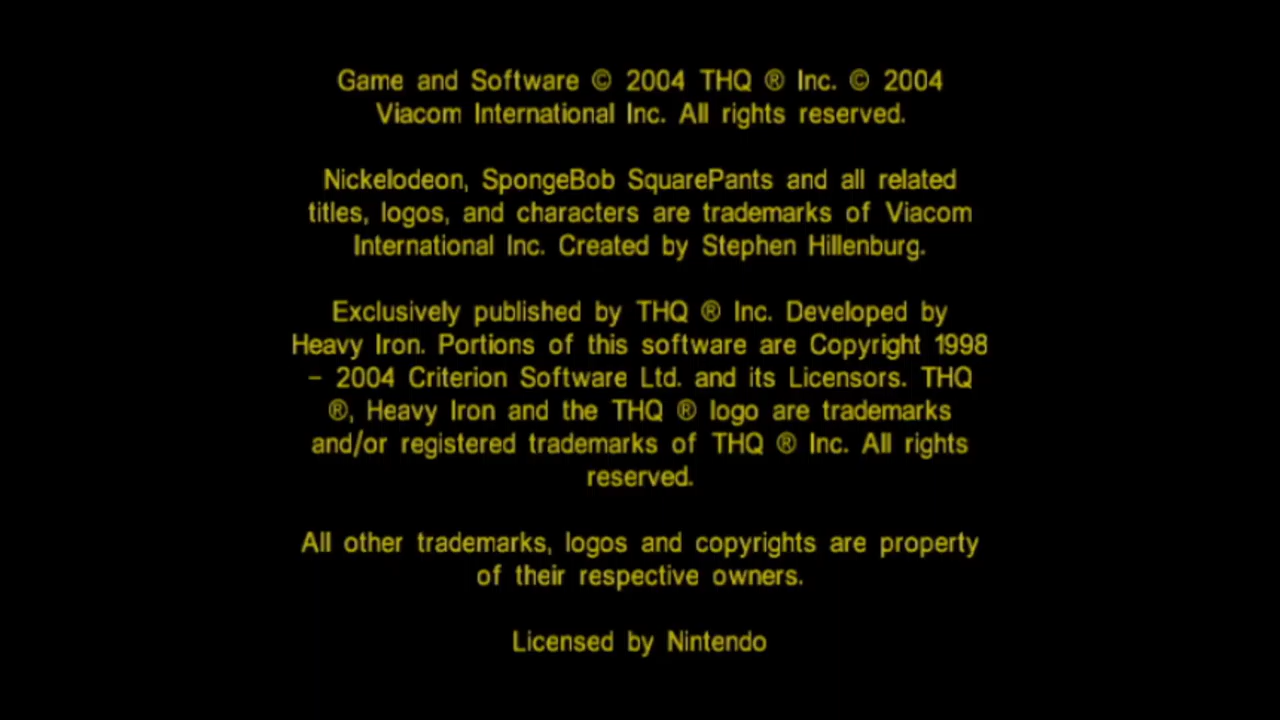 Game and Software © 2004 THQ ® Inc. © 2004
Viacom International Inc. All rights reserved.
Nickelodeon, SpongeBob SquarePants and all related
titles, logos, and characters are trademarks of Viacom
International Inc. Created by Stephen Hillenburg.
Exclusively published by THQ ® Inc. Developed by
Heavy Iron. Portions of this software are Copyright 1998
– 2004 Criterion Software Ltd. and its Licensors. THQ
®, Heavy Iron and the THQ ® logo are trademarks
and/or registered trademarks of THQ ® Inc. All rights
reserved.
All other trademarks, logos and copyrights are property
of their respective owners.
Licensed by Nintendo